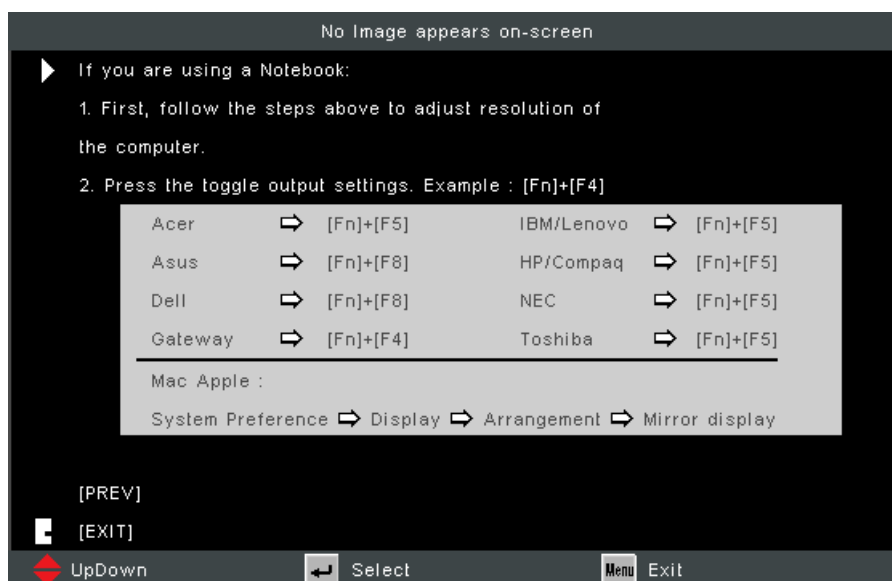 No Image appears on-screen
If you are using a Notebook:
1. First, follow the steps above to adjust resolution of
the computer.
2. Press the toggle output settings. Example : [Fn]+[F4]
Acer ⇨ [Fn]+[F5] IBM/Lenovo ⇨ [Fn]+[F5]
Asus ⇨ [Fn]+[F8] HP/Compaq ⇨ [Fn]+[F5]
Dell ⇨ [Fn]+[F8] NEC ⇨ [Fn]+[F5]
Gateway ⇨ [Fn]+[F4] Toshiba ⇨ [Fn]+[F5]
Mac Apple :
System Preference ⇨ Display ⇨ Arrangement ⇨ Mirror display
[PREV]
[EXIT]
UpDown Select Menu Exit